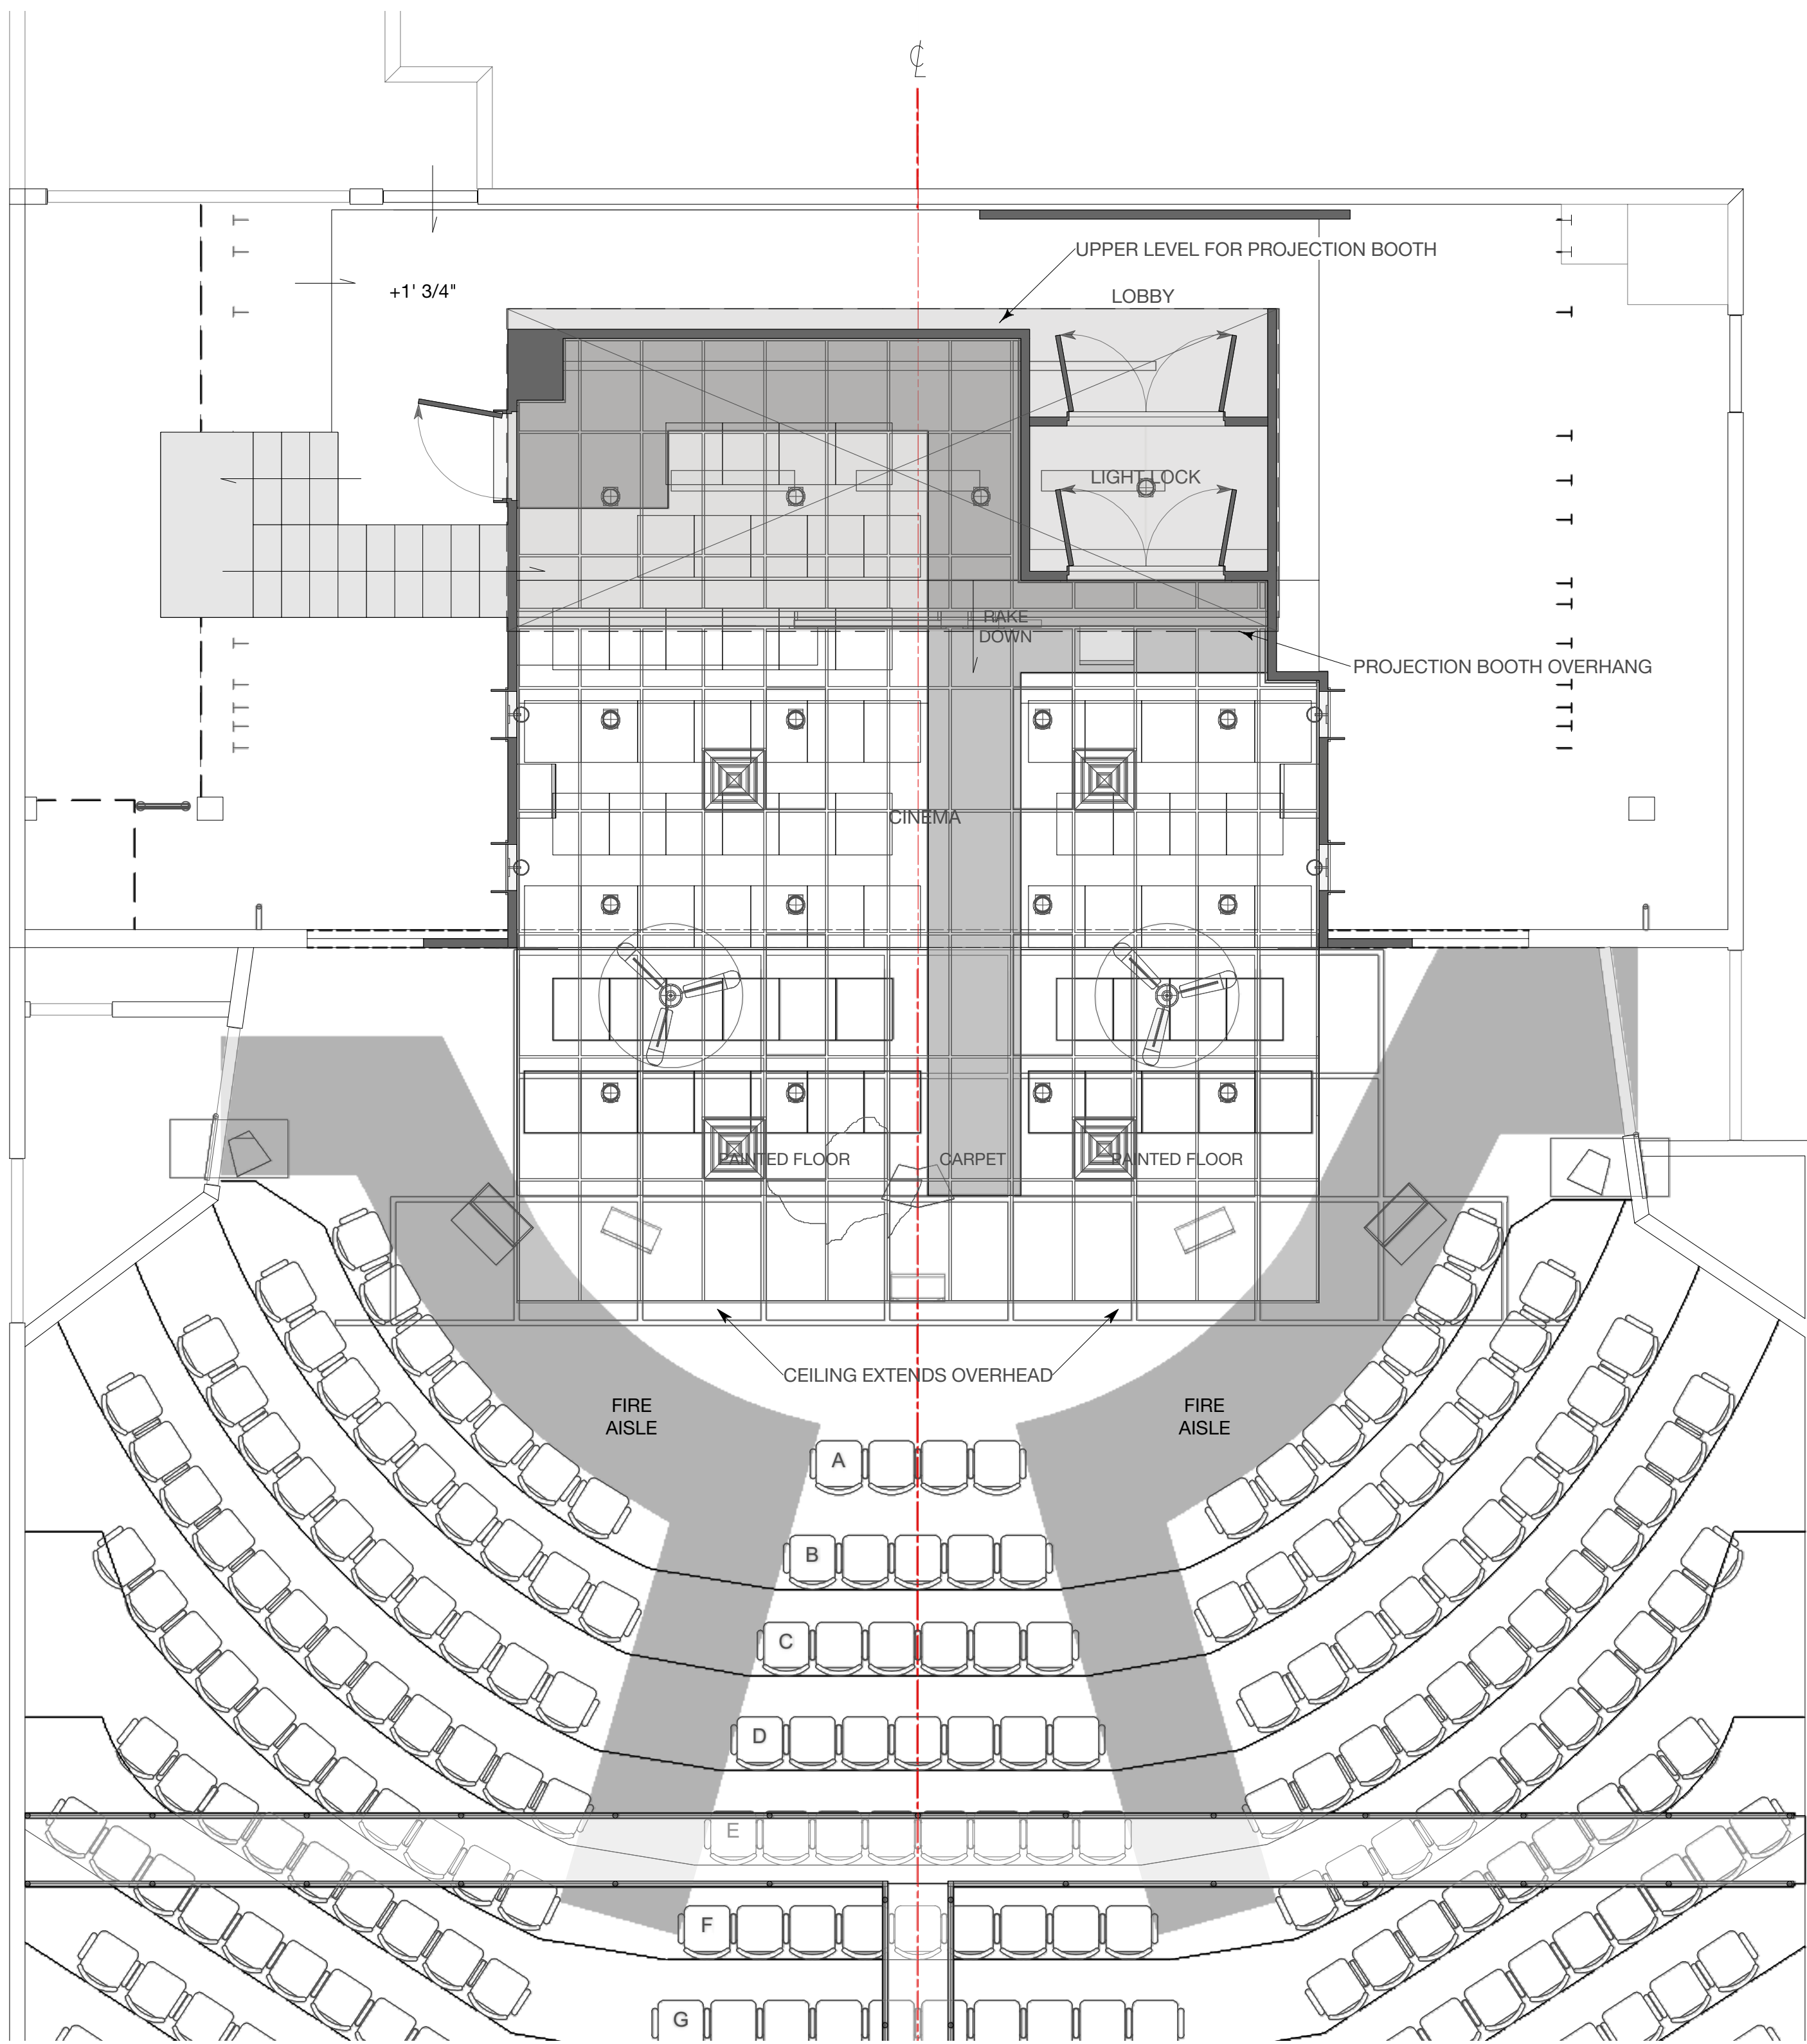 ℄
UPPER LEVEL FOR PROJECTION BOOTH
+1' 3/4"
LOBBY
LIGHT LOCK
RAKE
DOWN
PROJECTION BOOTH OVERHANG
CINEMA
PAINTED FLOOR
CARPET
PAINTED FLOOR
CEILING EXTENDS OVERHEAD
FIRE
AISLE
FIRE
AISLE
A
B
C
D
E
F
G